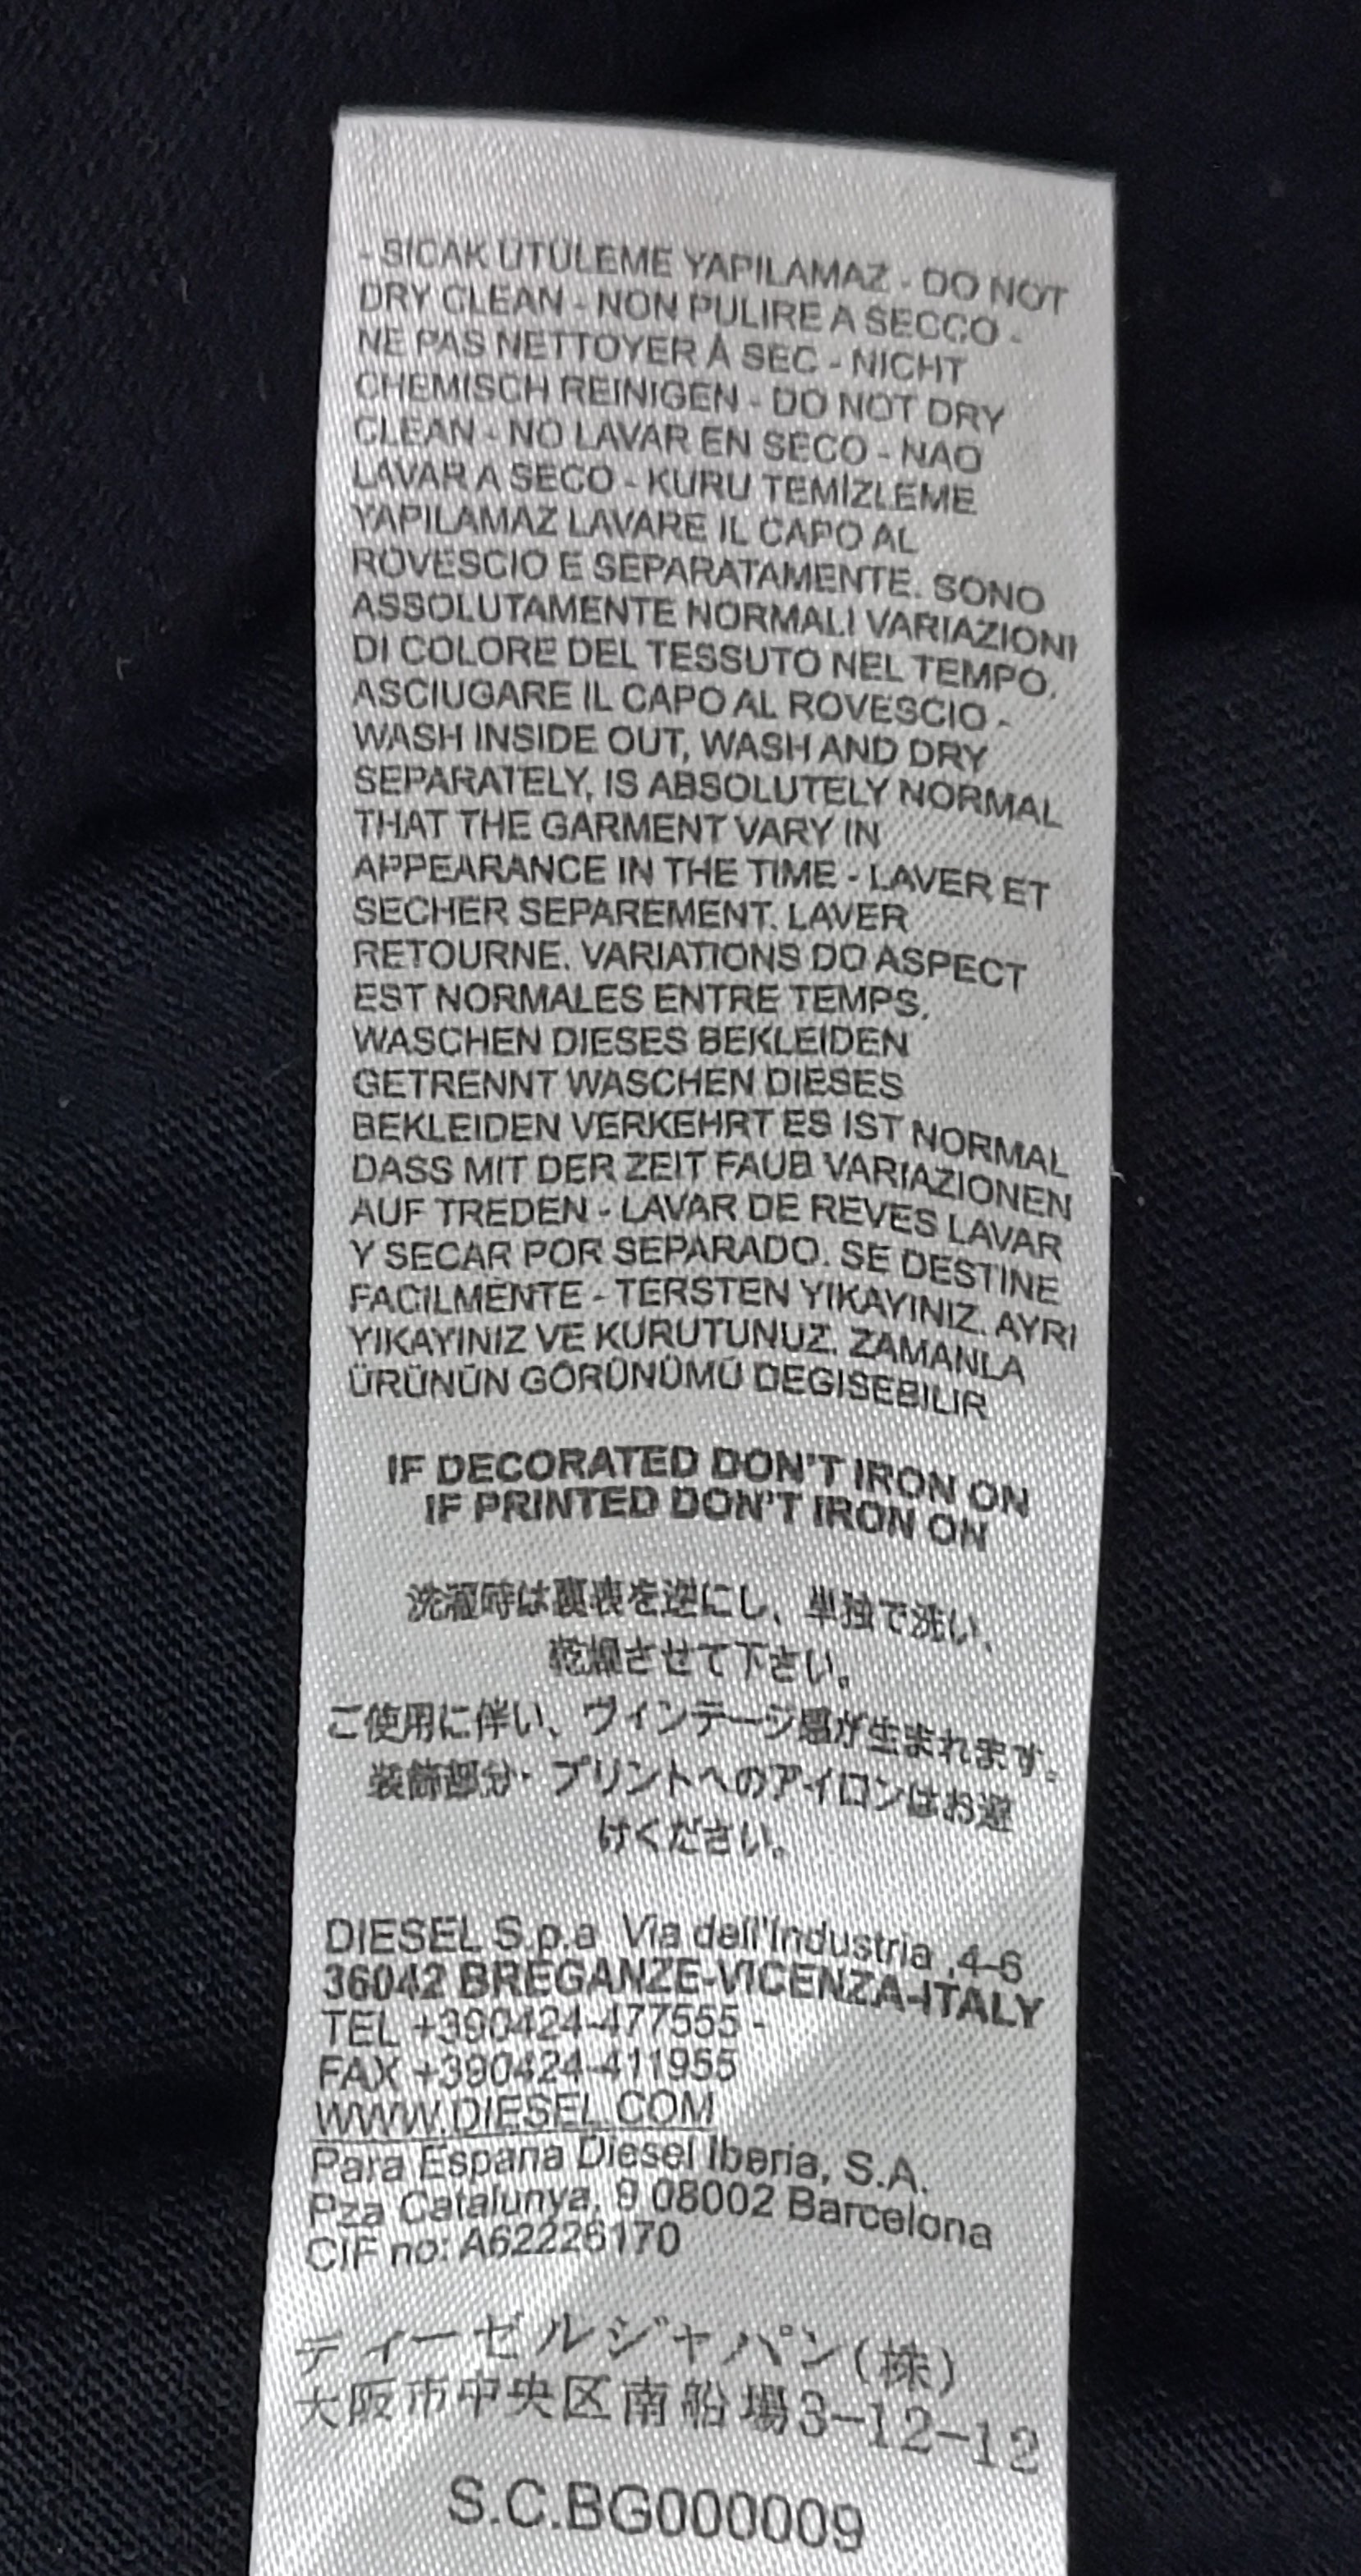 - SICAK ÜTÜLEME YAPILAMAZ - DO NOT
DRY CLEAN - NON PULIRE A SECCO -
NE PAS NETTOYER À SEC - NICHT
CHEMISCH REINIGEN - DO NOT DRY
CLEAN - NO LAVAR EN SECO - NAO
LAVAR A SECO - KURU TEMİZLEME
YAPILAMAZ LAVARE IL CAPO AL
ROVESCIO E SEPARATAMENTE. SONO
ASSOLUTAMENTE NORMALI VARIAZIONI
DI COLORE DEL TESSUTO NEL TEMPO.
ASCIUGARE IL CAPO AL ROVESCIO -
WASH INSIDE OUT, WASH AND DRY
SEPARATELY, IS ABSOLUTELY NORMAL
THAT THE GARMENT VARY IN
APPEARANCE IN THE TIME - LAVER ET
SECHER SEPAREMENT. LAVER
RETOURNE. VARIATIONS DO ASPECT
EST NORMALES ENTRE TEMPS.
WASCHEN DIESES BEKLEIDEN
GETRENNT WASCHEN DIESES
BEKLEIDEN VERKEHRT ES IST NORMAL
DASS MIT DER ZEIT FAUB VARIAZIONEN
AUF TREDEN - LAVAR DE REVES LAVAR
Y SECAR POR SEPARADO. SE DESTINE
FACILMENTE - TERSTEN YIKAYINIZ. AYRI
YIKAYINIZ VE KURUTUNUZ. ZAMANLA
ÜRÜNÜN GÖRÜNÜMÜ DEGISEBILIR
IF DECORATED DON'T IRON ON
IF PRINTED DON'T IRON ON
洗濯時は裏表を逆にし、単独で洗い、
乾燥させて下さい。
ご使用に伴い、ヴィンテージ感が生まれます。
装飾部分・プリントへのアイロンはお避
けください。
DIESEL S.p.a Via dell'Industria ,4-6
36042 BREGANZE-VICENZA-ITALY
TEL +390424-477555 -
FAX +390424-411955
WWW.DIESEL.COM
Para Espana Diesel Iberia, S.A.
Pza Catalunya, 9 08002 Barcelona
CIF no: A62226170
ディーゼルジャパン(株)
大阪市中央区南船場3-12-12
S.C.BG000009